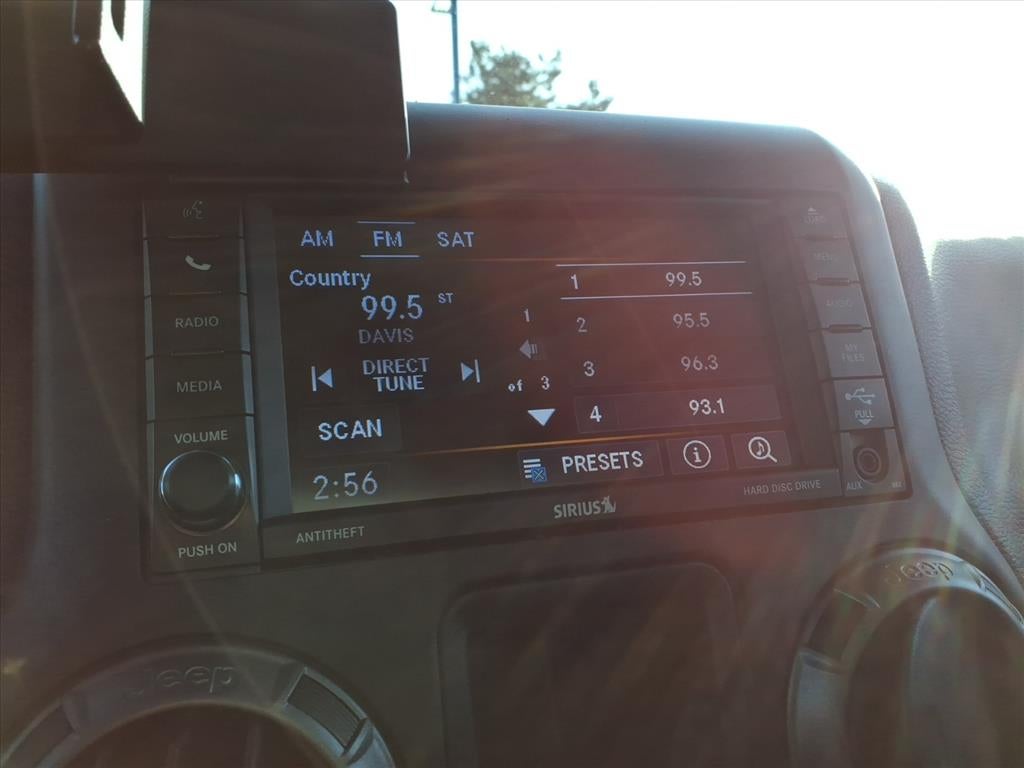 AM FM SAT
Country
99.5 ST
DAVIS
DIRECT
TUNE
SCAN
2:56
1
of 3
1 99.5
2 95.5
3 96.3
4 93.1
PRESETS
RADIO
MEDIA
VOLUME
PUSH ON
ANTITHEFT
SIRIUS
HARD DISC DRIVE
LOAD
MENU
AUDIO
MY
FILES
PULL
AUX
Jeep
Jeep